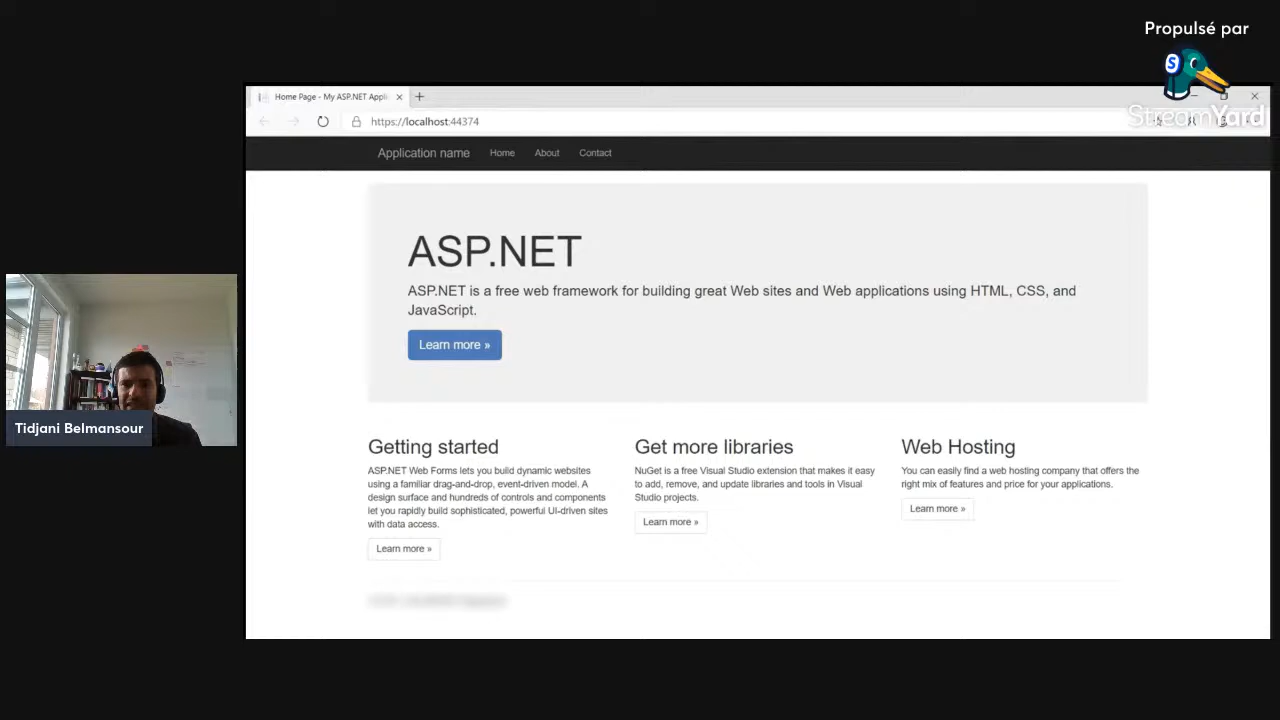 Propulsé par
StreamYard
Home Page - My ASP.NET Appli
https://localhost:44374
Application name Home About Contact
ASP.NET
ASP.NET is a free web framework for building great Web sites and Web applications using HTML, CSS, and
JavaScript.
Learn more »
Getting started
ASP.NET Web Forms lets you build dynamic websites
using a familiar drag-and-drop, event-driven model. A
design surface and hundreds of controls and components
let you rapidly build sophisticated, powerful UI-driven sites
with data access.
Learn more »
Get more libraries
NuGet is a free Visual Studio extension that makes it easy
to add, remove, and update libraries and tools in Visual
Studio projects.
Learn more »
Web Hosting
You can easily find a web hosting company that offers the
right mix of features and price for your applications.
Learn more »
Tidjani Belmansour